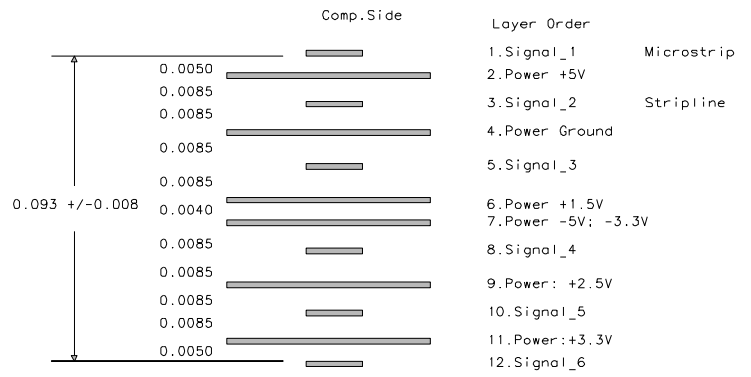 Comp.Side
Layer Order
1.Signal_1 Microstrip
0.0050
2.Power +5V
0.0085
3.Signal_2 Stripline
0.0085
4.Power Ground
0.0085
5.Signal_3
0.0085
6.Power +1.5V
0.093 +/-0.008
0.0040
7.Power -5V; -3.3V
0.0085
8.Signal_4
0.0085
9.Power: +2.5V
0.0085
10.Signal_5
0.0085
11.Power:+3.3V
0.0050
12.Signal_6